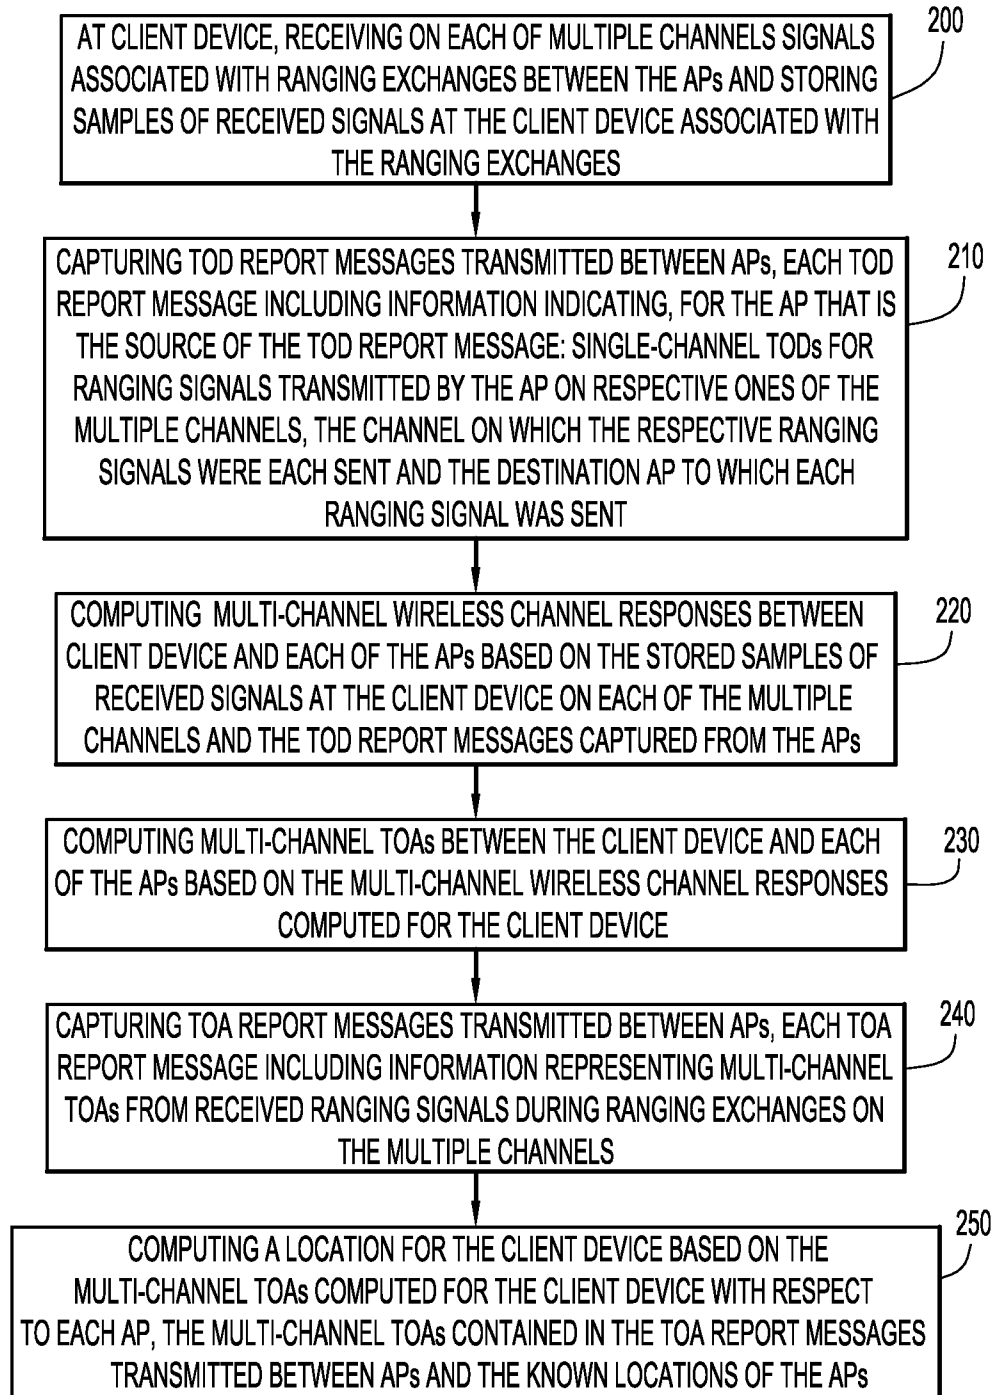 AT CLIENT DEVICE, RECEIVING ON EACH OF MULTIPLE CHANNELS SIGNALS
ASSOCIATED WITH RANGING EXCHANGES BETWEEN THE APs AND STORING
SAMPLES OF RECEIVED SIGNALS AT THE CLIENT DEVICE ASSOCIATED WITH
THE RANGING EXCHANGES
200
CAPTURING TOD REPORT MESSAGES TRANSMITTED BETWEEN APs, EACH TOD
REPORT MESSAGE INCLUDING INFORMATION INDICATING, FOR THE AP THAT IS
THE SOURCE OF THE TOD REPORT MESSAGE: SINGLE-CHANNEL TODs FOR
RANGING SIGNALS TRANSMITTED BY THE AP ON RESPECTIVE ONES OF THE
MULTIPLE CHANNELS, THE CHANNEL ON WHICH THE RESPECTIVE RANGING
SIGNALS WERE EACH SENT AND THE DESTINATION AP TO WHICH EACH
RANGING SIGNAL WAS SENT
210
COMPUTING MULTI-CHANNEL WIRELESS CHANNEL RESPONSES BETWEEN
CLIENT DEVICE AND EACH OF THE APs BASED ON THE STORED SAMPLES OF
RECEIVED SIGNALS AT THE CLIENT DEVICE ON EACH OF THE MULTIPLE
CHANNELS AND THE TOD REPORT MESSAGES CAPTURED FROM THE APs
220
COMPUTING MULTI-CHANNEL TOAs BETWEEN THE CLIENT DEVICE AND EACH
OF THE APs BASED ON THE MULTI-CHANNEL WIRELESS CHANNEL RESPONSES
COMPUTED FOR THE CLIENT DEVICE
230
CAPTURING TOA REPORT MESSAGES TRANSMITTED BETWEEN APs, EACH TOA
REPORT MESSAGE INCLUDING INFORMATION REPRESENTING MULTI-CHANNEL
TOAs FROM RECEIVED RANGING SIGNALS DURING RANGING EXCHANGES ON
THE MULTIPLE CHANNELS
240
COMPUTING A LOCATION FOR THE CLIENT DEVICE BASED ON THE
MULTI-CHANNEL TOAs COMPUTED FOR THE CLIENT DEVICE WITH RESPECT
TO EACH AP, THE MULTI-CHANNEL TOAs CONTAINED IN THE TOA REPORT MESSAGES
TRANSMITTED BETWEEN APs AND THE KNOWN LOCATIONS OF THE APs
250